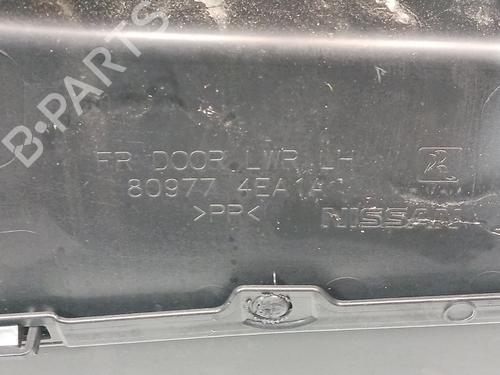 B-PARTS
FR DOOR LWR LH
80977 4EA1A
>PP<
NISSAN